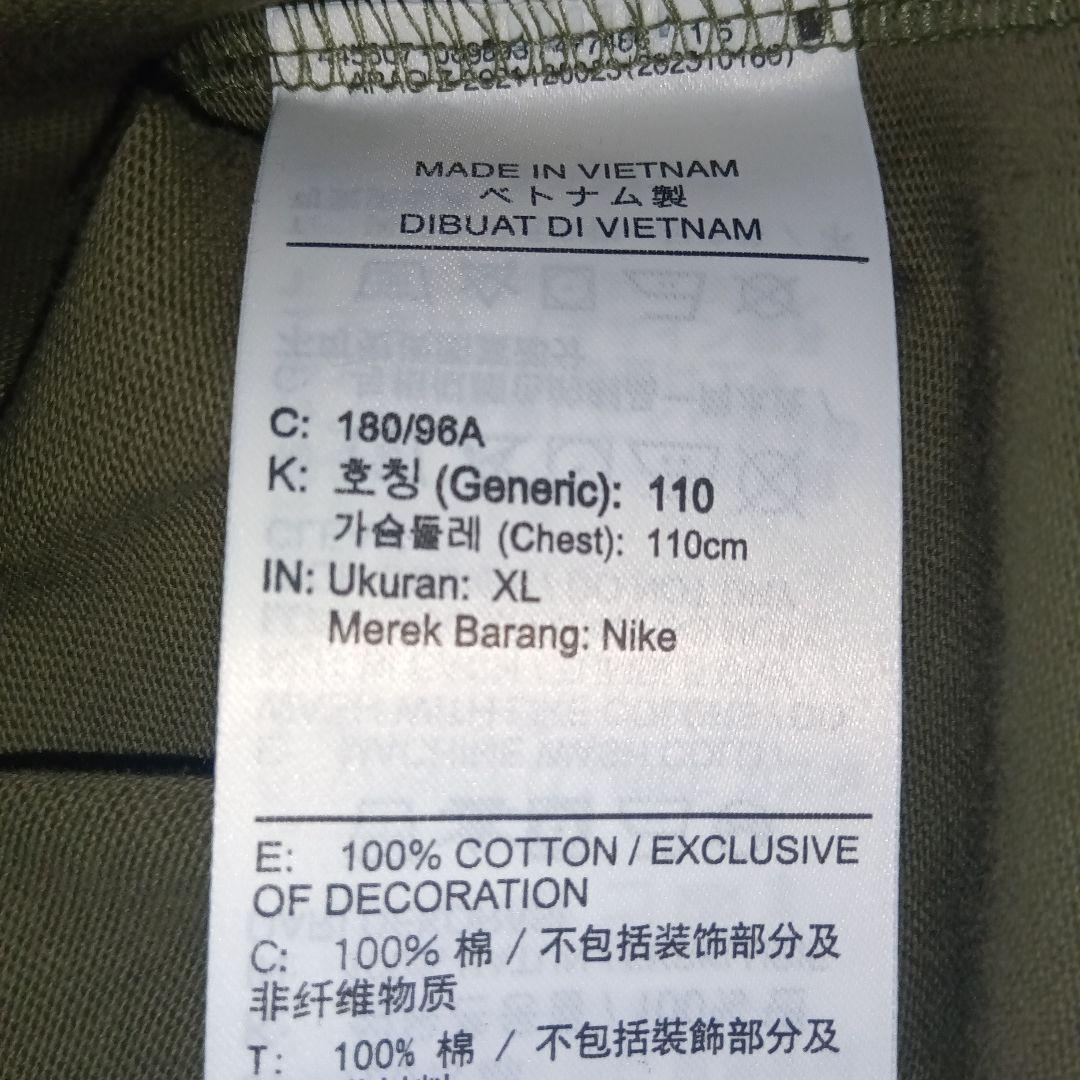 MADE IN VIETNAM
ベトナム製
DIBUAT DI VIETNAM
C: 180/96A
K: 호칭 (Generic): 110
가슴둘레 (Chest): 110cm
IN: Ukuran: XL
Merek Barang: Nike
E: 100% COTTON / EXCLUSIVE
OF DECORATION
C: 100% 棉 / 不包括装饰部分及
非纤维物质
T: 100% 棉 / 不包括裝飾部分及